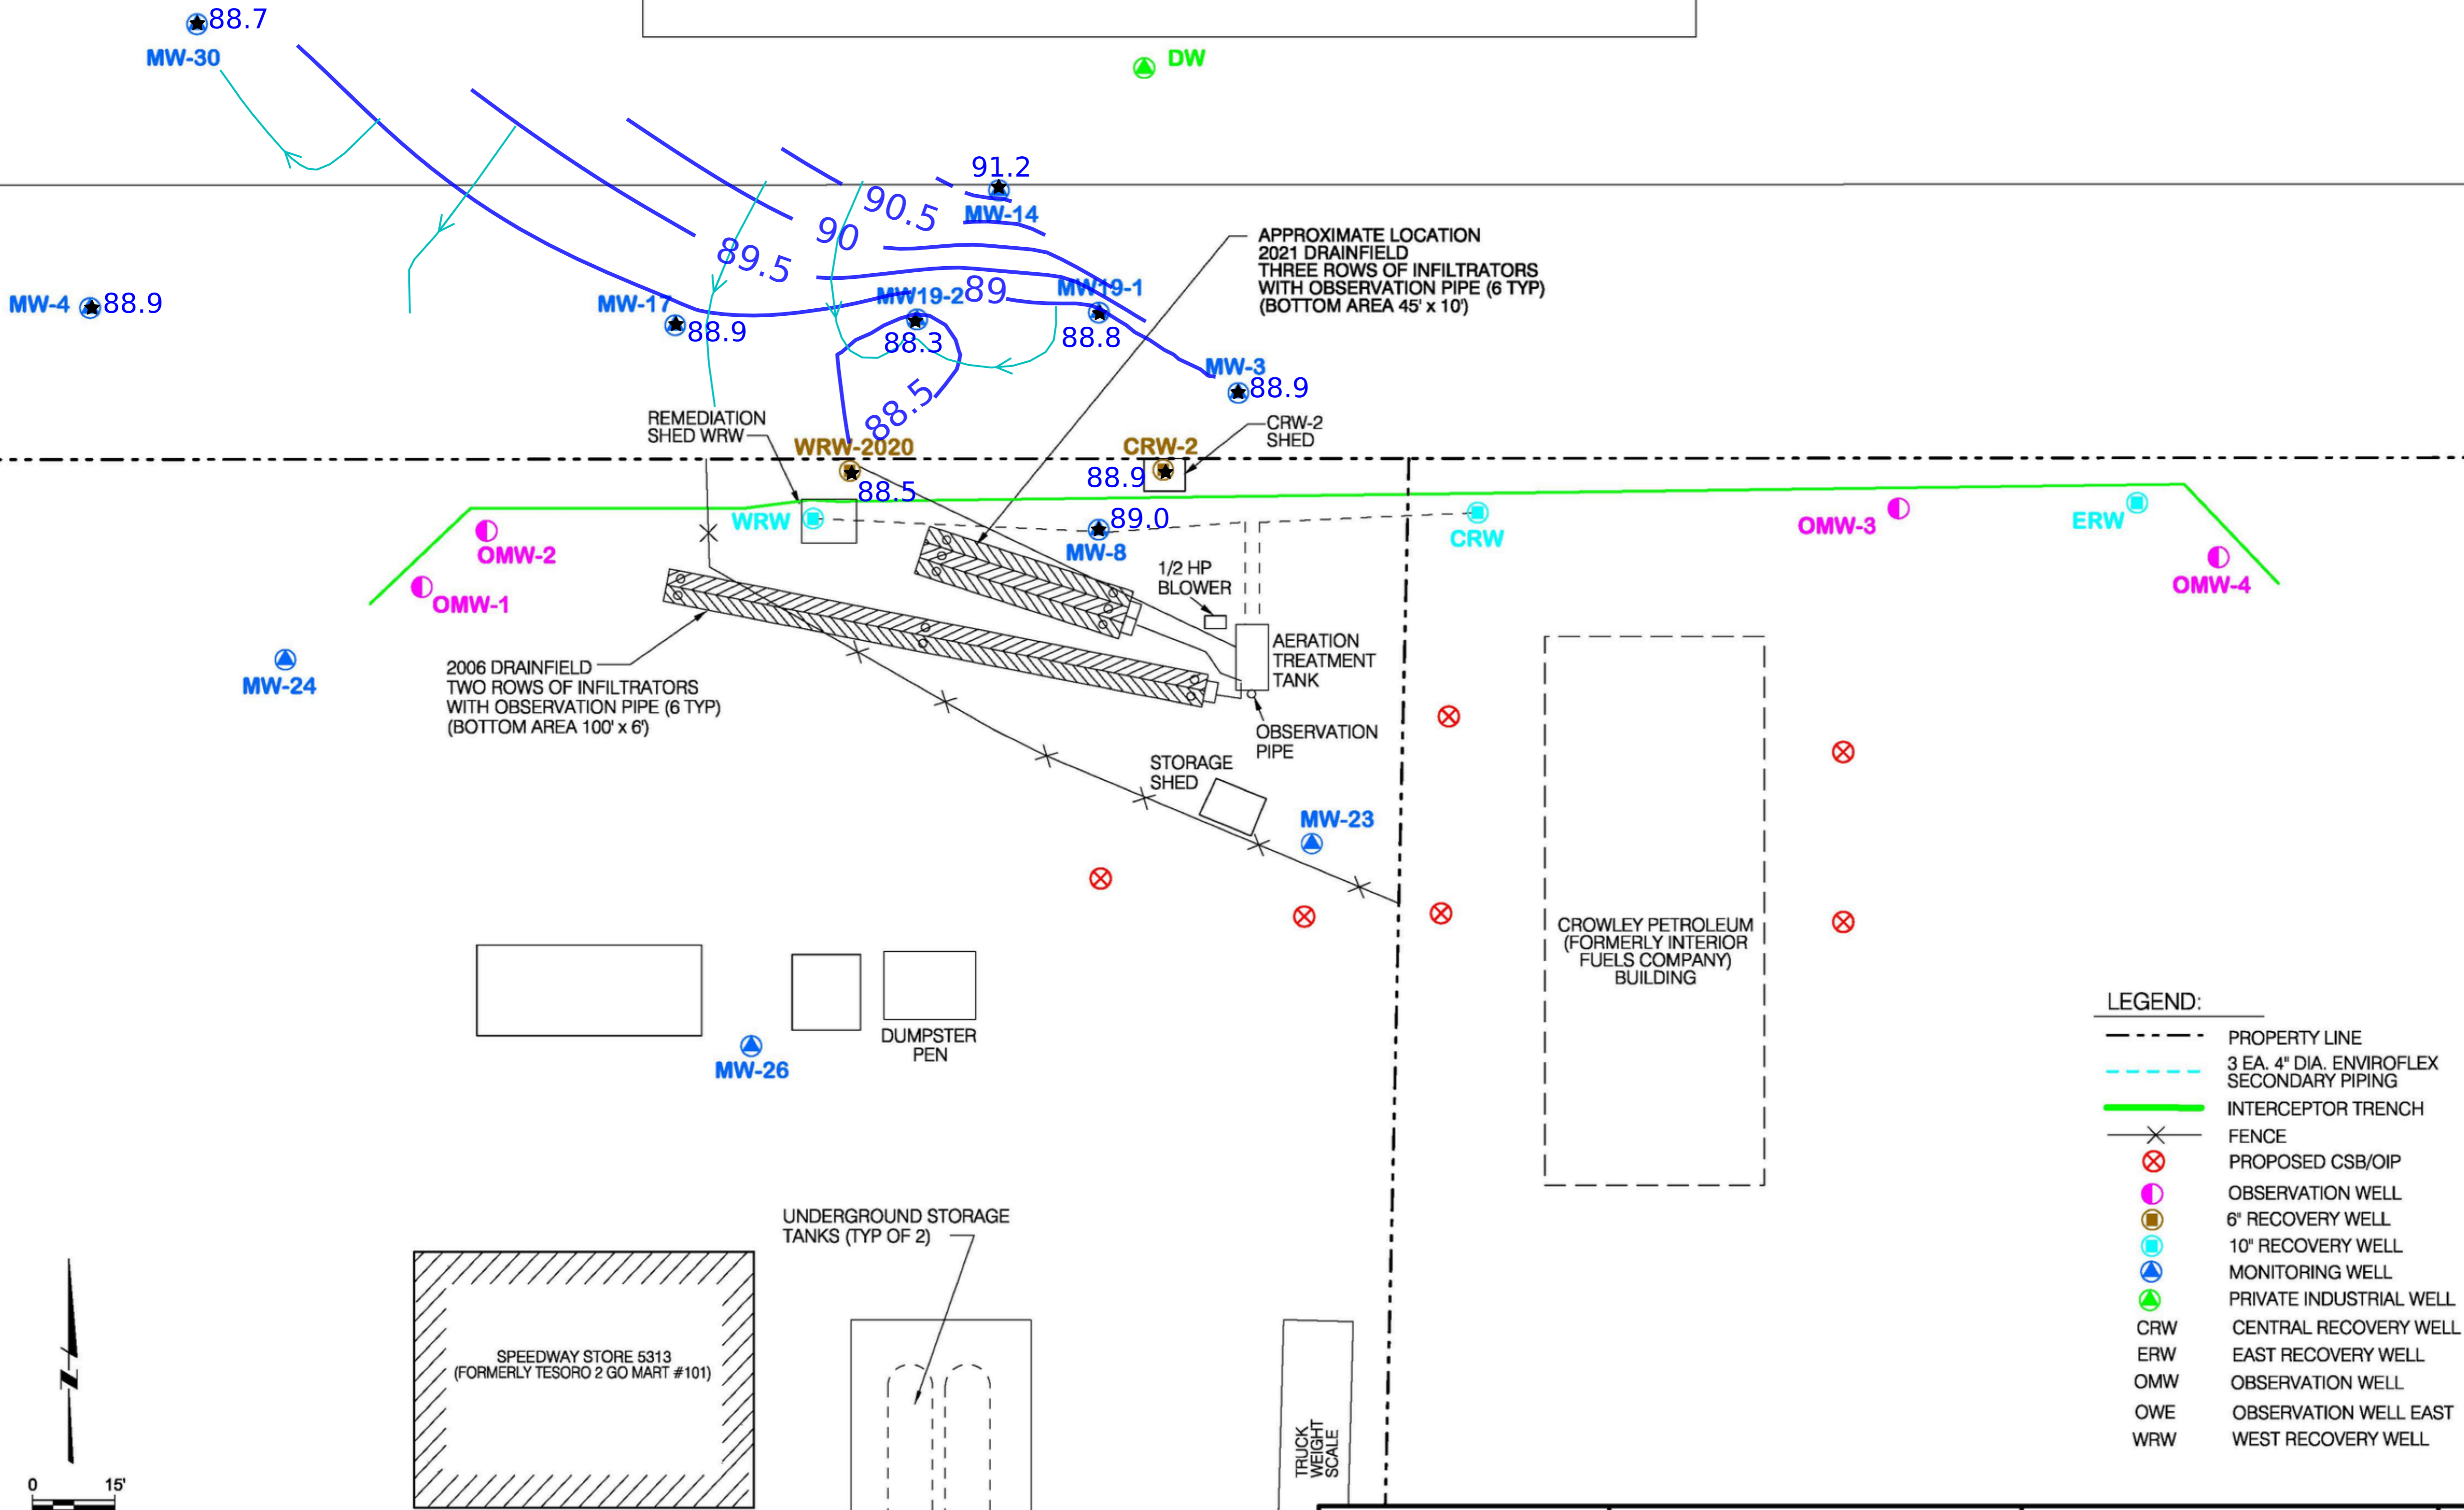 88.7
MW-30
DW
91.2
MW-14
90.5
90
89.5
APPROXIMATE LOCATION
2021 DRAINFIELD
THREE ROWS OF INFILTRATORS
WITH OBSERVATION PIPE (6 TYP)
(BOTTOM AREA 45' x 10')
MW-4
88.9
MW-17
88.9
MW19-2
89
MW19-1
88.3
88.8
MW-3
88.9
88.5
REMEDIATION
SHED WRW
WRW-2020
88.5
CRW-2
88.9
CRW-2
SHED
WRW
89.0
MW-8
CRW
OMW-3
ERW
OMW-4
OMW-2
OMW-1
MW-24
1/2 HP
BLOWER
AERATION
TREATMENT
TANK
2006 DRAINFIELD
TWO ROWS OF INFILTRATORS
WITH OBSERVATION PIPE (6 TYP)
(BOTTOM AREA 100' x 6')
OBSERVATION
PIPE
STORAGE
SHED
MW-23
CROWLEY PETROLEUM
(FORMERLY INTERIOR
FUELS COMPANY)
BUILDING
DUMPSTER
PEN
MW-26
UNDERGROUND STORAGE
TANKS (TYP OF 2)
SPEEDWAY STORE 5313
(FORMERLY TESORO 2 GO MART #101)
TRUCK
WEIGHT
SCALE
N
0 15'
LEGEND:
PROPERTY LINE
3 EA. 4" DIA. ENVIROFLEX
SECONDARY PIPING
INTERCEPTOR TRENCH
FENCE
PROPOSED CSB/OIP
OBSERVATION WELL
6" RECOVERY WELL
10" RECOVERY WELL
MONITORING WELL
PRIVATE INDUSTRIAL WELL
CRW CENTRAL RECOVERY WELL
ERW EAST RECOVERY WELL
OMW OBSERVATION WELL
OWE OBSERVATION WELL EAST
WRW WEST RECOVERY WELL